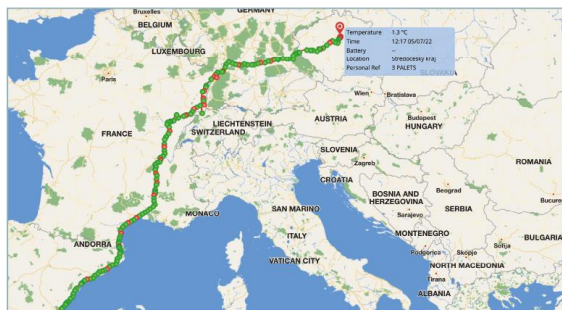 Bruxelles
BELGIUM
GERMANY
LUXEMBOURG
Paris
Temperature 1.3 °C
Time 12:17 05/07/22
Battery --
Location Středočeský kraj
Personal Ref 3 PALETS
SLOVAKIA
Wien
Bratislava
FRANCE
LIECHTENSTEIN
SWITZERLAND
AUSTRIA
Budapest
HUNGARY
SLOVENIA
Zagreb
CROATIA
ROMANIA
BOSNIA AND
HERZEGOVINA
Beograd
SERBIA
MONACO
SAN MARINO
Sarajevo
ITALY
MONTENEGRO
ANDORRA
Podgorica
Skopje
Sofija
BULGARIA
VATICAN CITY
NORTH MACEDONIA
Tirana
ALBANIA